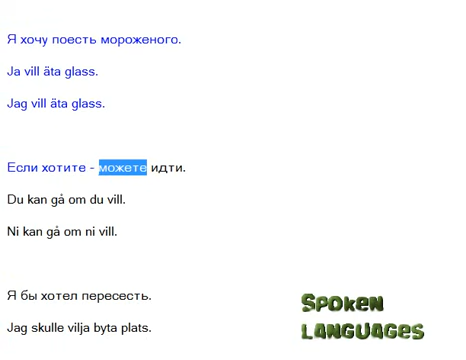 Я хочу поесть мороженого.
Ja vill äta glass.
Jag vill äta glass.
Если хотите - можете идти.
Du kan gå om du vill.
Ni kan gå om ni vill.
Я бы хотел пересесть.
Jag skulle vilja byta plats.
Spoken
Languages